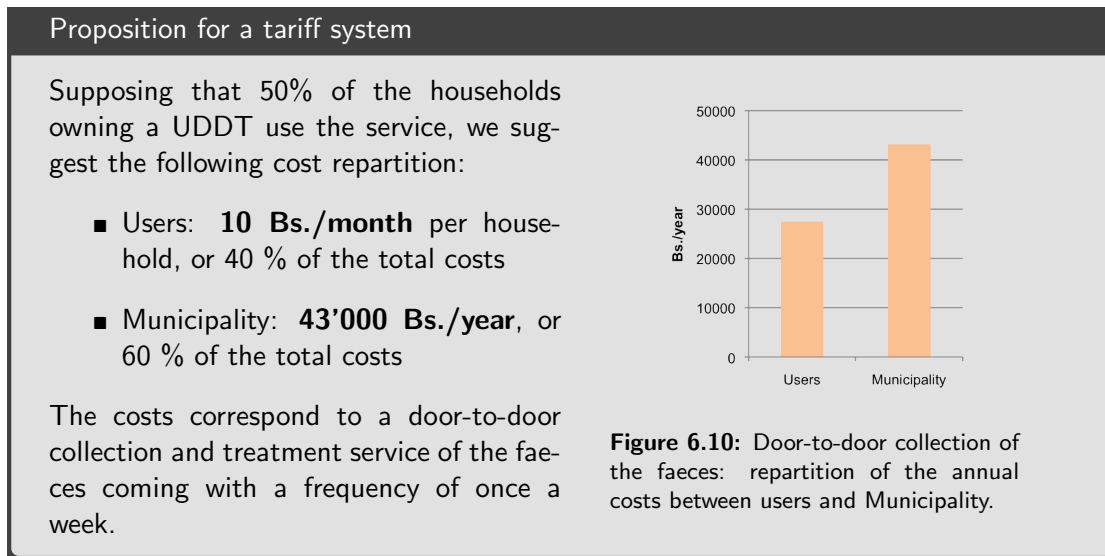 Proposition for a tariff system
Supposing that 50% of the households
owning a UDDT use the service, we sug-
gest the following cost repartition:
■ Users: 10 Bs./month per house-
hold, or 40 % of the total costs
■ Municipality: 43'000 Bs./year, or
60 % of the total costs
The costs correspond to a door-to-door
collection and treatment service of the fae-
ces coming with a frequency of once a
week.
50000
40000
30000
20000
10000
0
Bs./year
Users Municipality
Figure 6.10: Door-to-door collection of
the faeces: repartition of the annual
costs between users and Municipality.